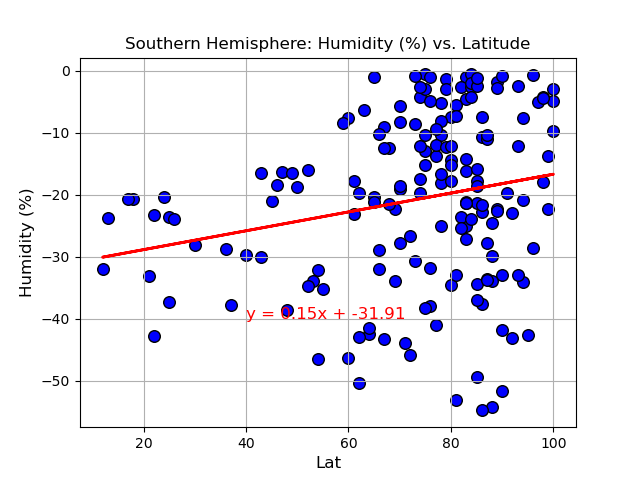 Southern Hemisphere: Humidity (%) vs. Latitude
Humidity (%)
0
−10
−20
−30
−40
−50
y = 0.15x + -31.91
20
40
60
80
100
Lat